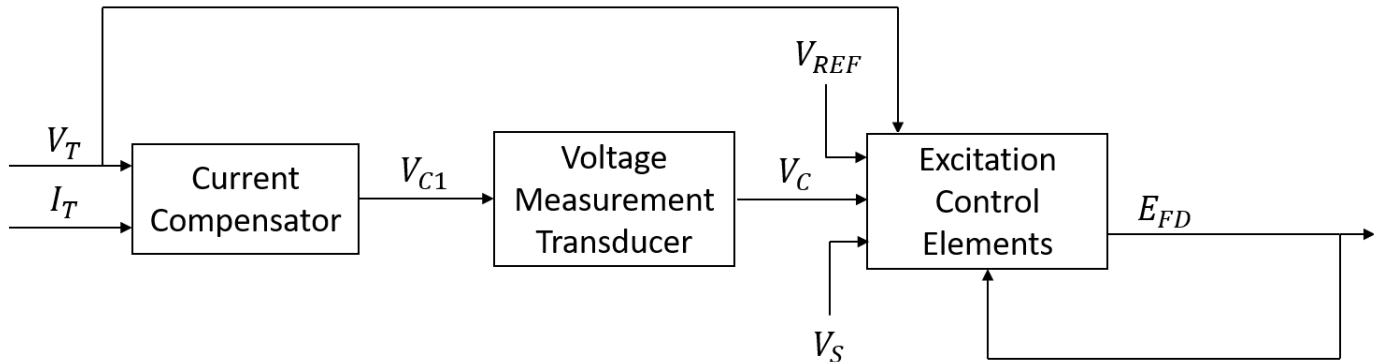 V_REF
V_T
Current
Compensator
I_T
V_C1
Voltage
Measurement
Transducer
V_C
Excitation
Control
Elements
E_FD
V_S